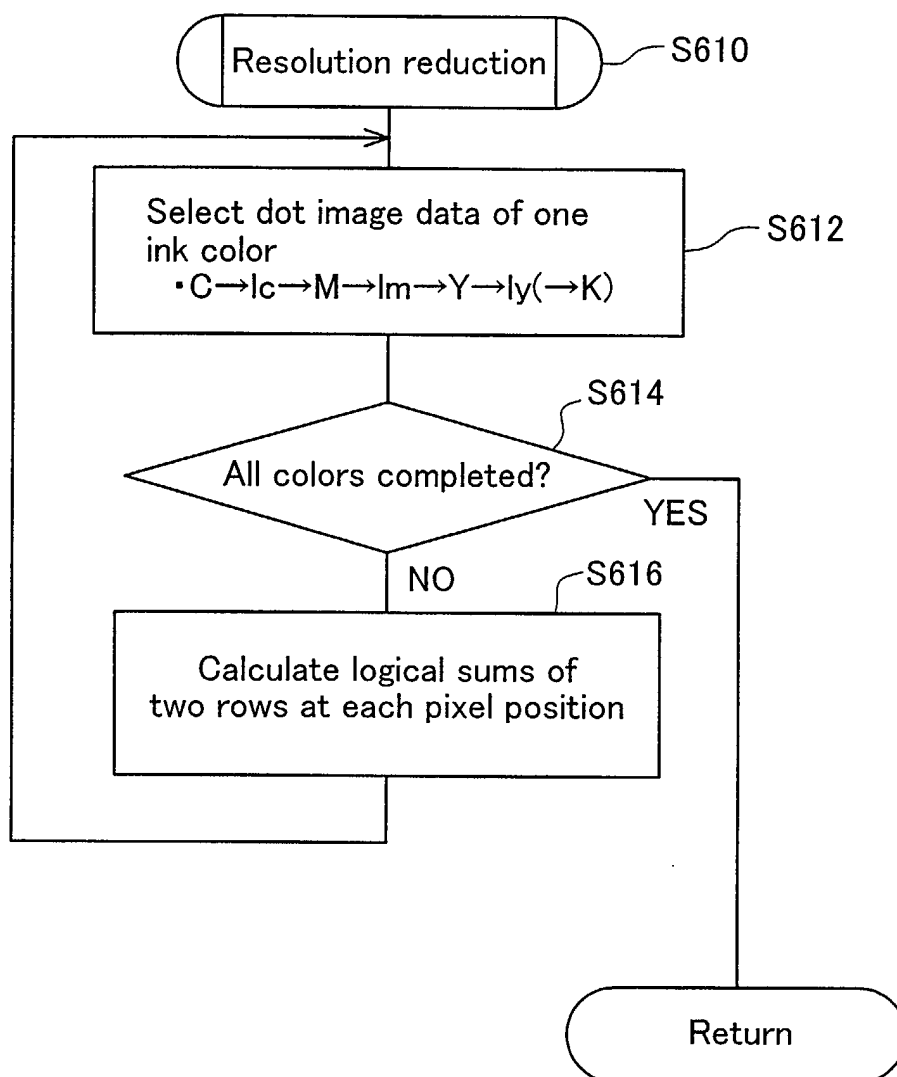 Resolution reduction
S610
Select dot image data of one
ink color
・C→lc→M→lm→Y→ly(→K)
S612
S614
All colors completed?
YES
NO
S616
Calculate logical sums of
two rows at each pixel position
Return